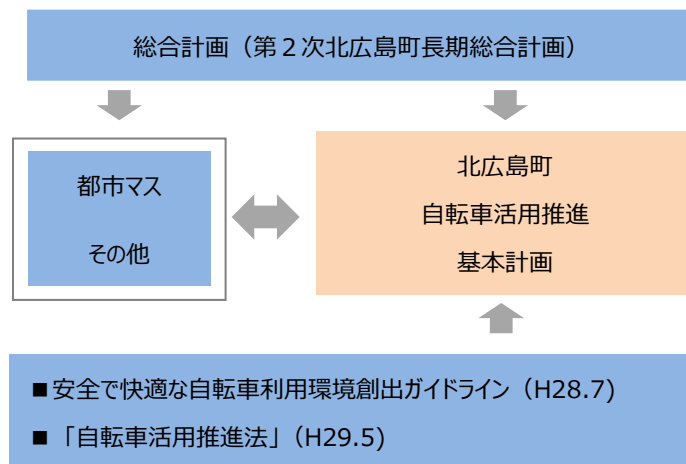 総合計画（第２次北広島町長期総合計画）
都市マス
その他
北広島町
自転車活用推進
基本計画
■安全で快適な自転車利用環境創出ガイドライン（H28.7)
■「自転車活用推進法」（H29.5）